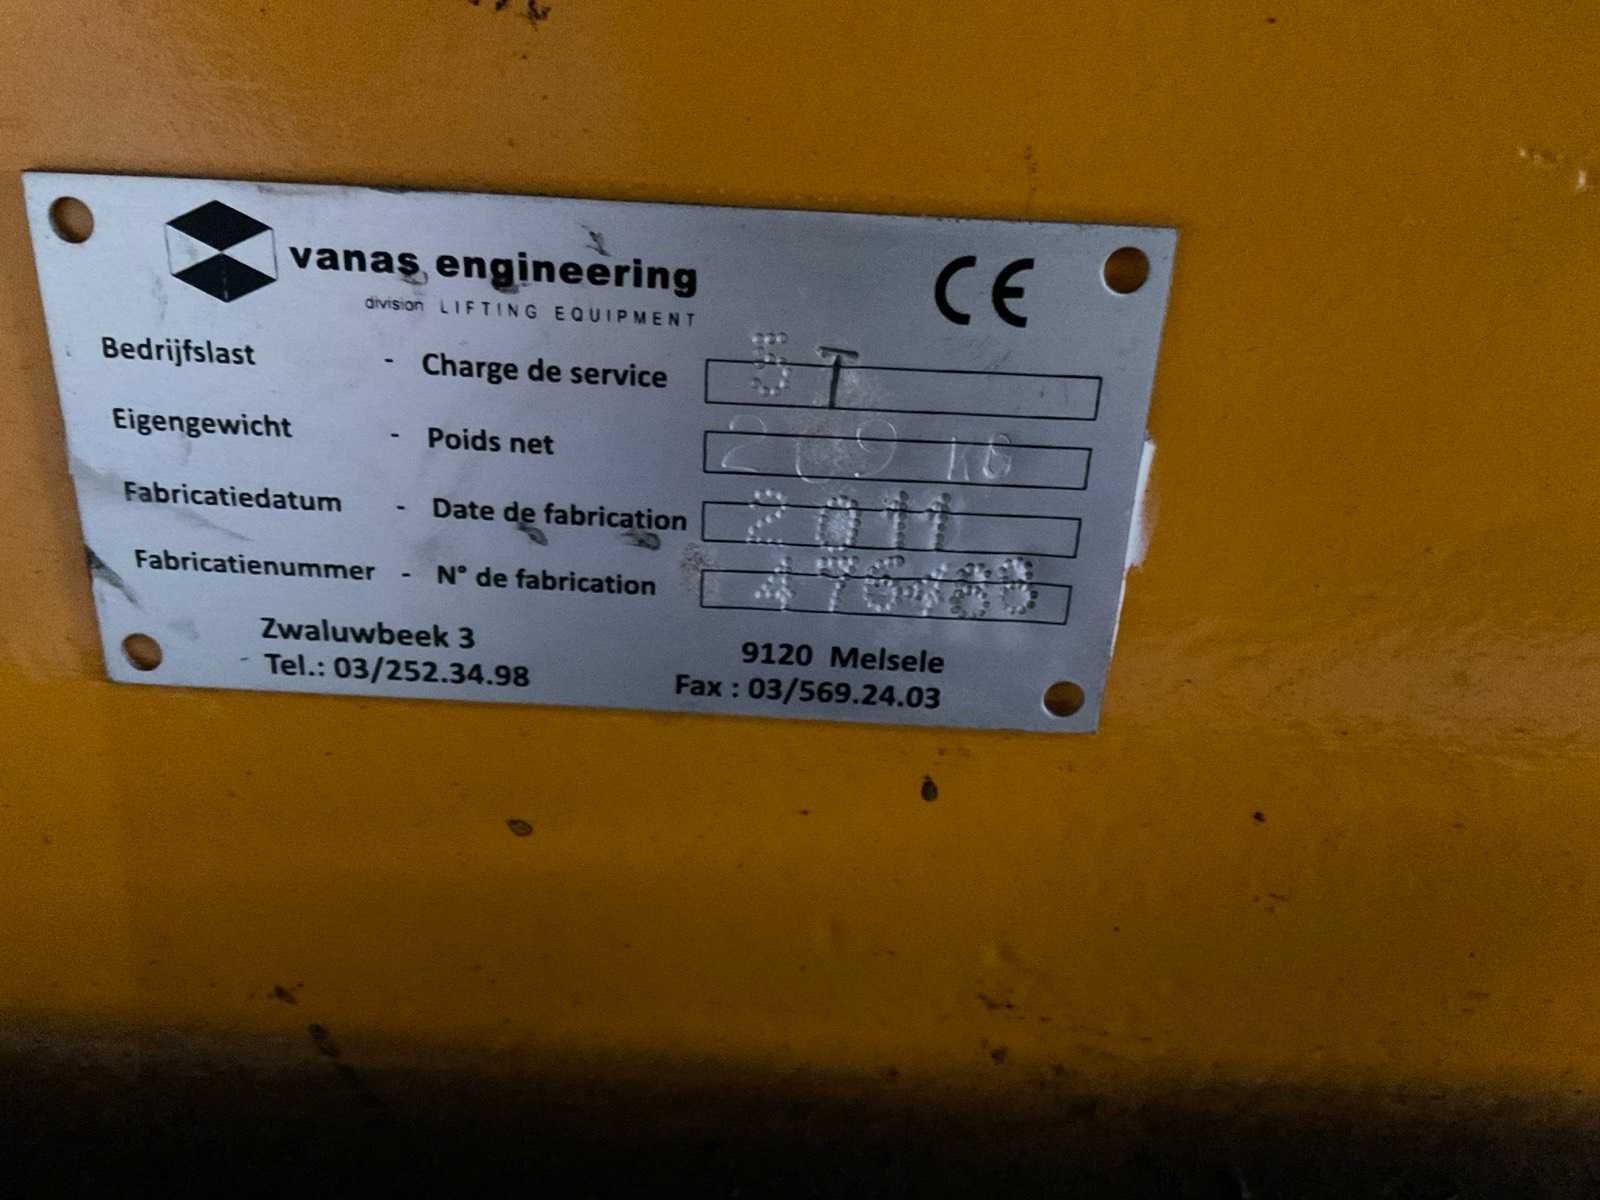 vanas engineering
division LIFTING EQUIPMENT
CE
Bedrijfslast - Charge de service 5 T
Eigengewicht - Poids net KG
Fabricatiedatum - Date de fabrication 2011
Fabricatienummer - N° de fabrication
Zwaluwbeek 3 9120 Melsele
Tel.: 03/252.34.98 Fax : 03/569.24.03